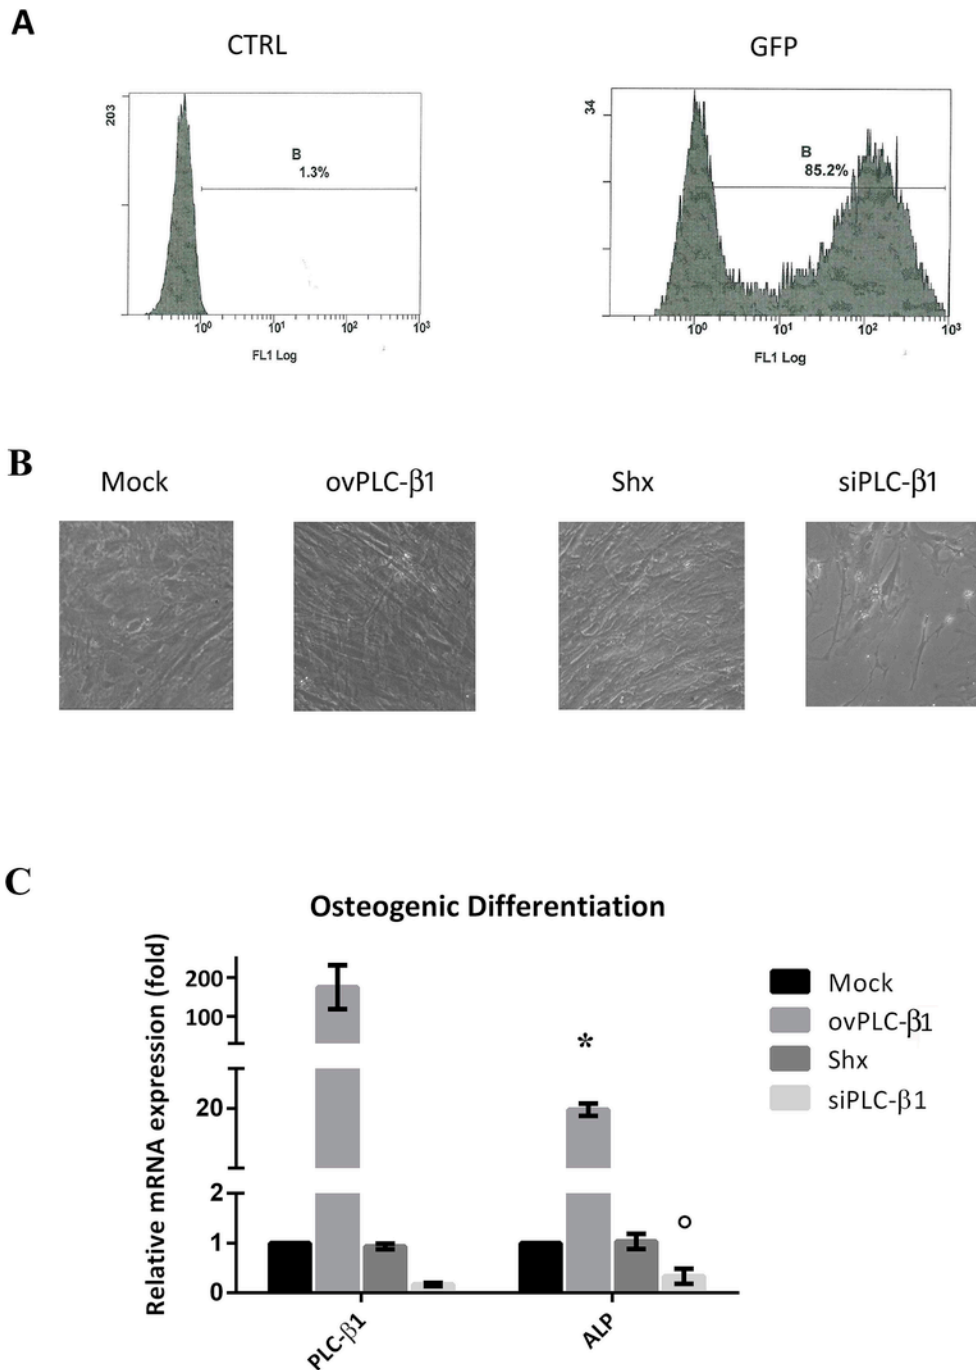 A
CTRL
GFP
203
B
1.3%
10⁰ 10¹ 10² 10³
FL1 Log
34
B
85.2%
10⁰ 10¹ 10² 10³
FL1 Log
B
Mock ovPLC-β1 Shx siPLC-β1
C
Osteogenic Differentiation
Relative mRNA expression (fold)
200
100
20
2
1
0
*
°
PLC-β1
ALP
Mock
ovPLC-β1
Shx
siPLC-β1